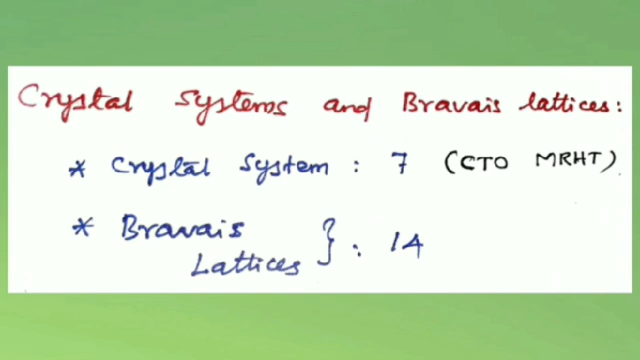 Crystal Systems and Bravais lattices:
* Crystal System : 7 (CTO MRHT)
* Bravais
Lattices } : 14